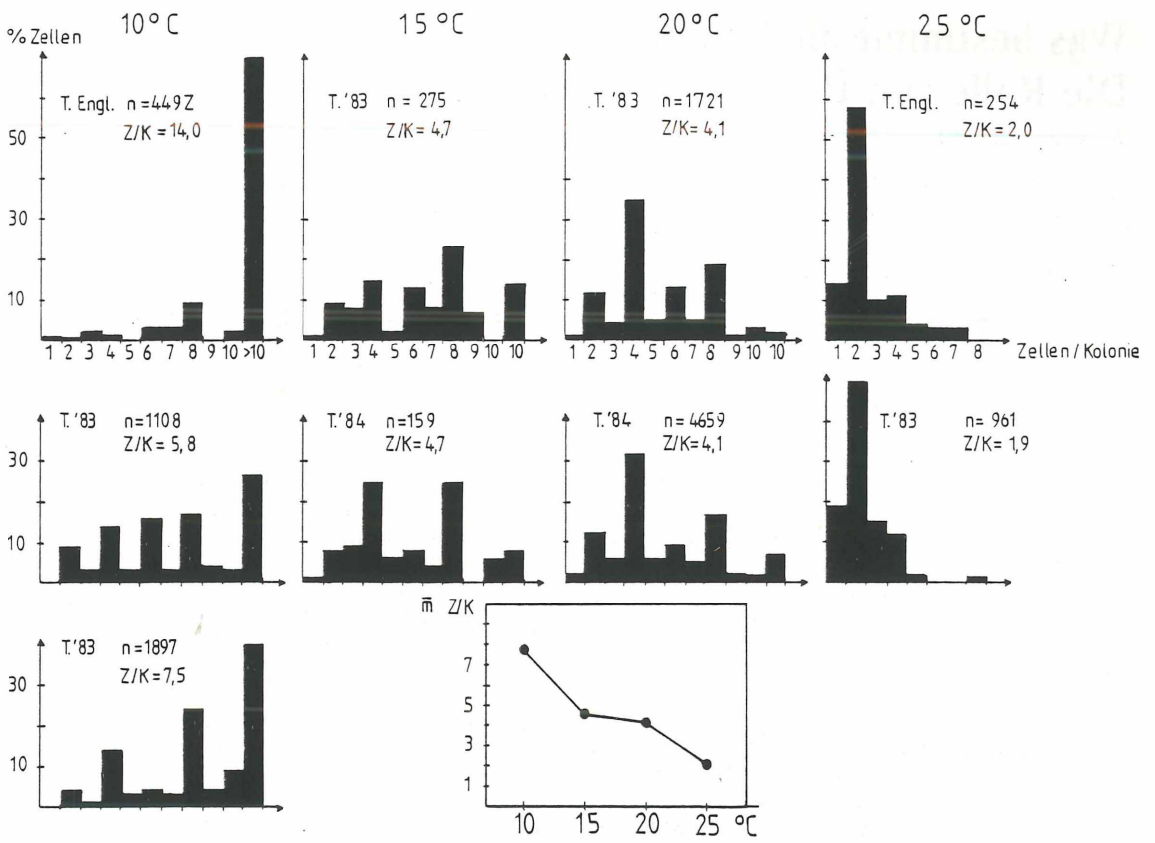 10°C 15°C 20°C 25°C
% Zellen
T. Engl. n=449Z
Z/K = 14,0
T.'83 n = 275
Z/K= 4,7
T. '83 n=1721
Z/K= 4,1
T. Engl. n=254
Z/K= 2,0
50
30
10
1 2 3 4 5 6 7 8 9 10 >10
1 2 3 4 5 6 7 8 9 10
1 2 3 4 5 6 7 8 9 10 10
1 2 3 4 5 6 7 8
Zellen / Kolonie
T.'83 n=1108
Z/K= 5,8
T.'84 n=159
Z/K= 4,7
T.'84 n=4659
Z/K= 4,1
T.'83 n= 961
Z/K= 1,9
30
10
T.'83 n=1897
Z/K= 7,5
30
10
m̄ Z/K
7
5
3
1
10 15 20 25 °C